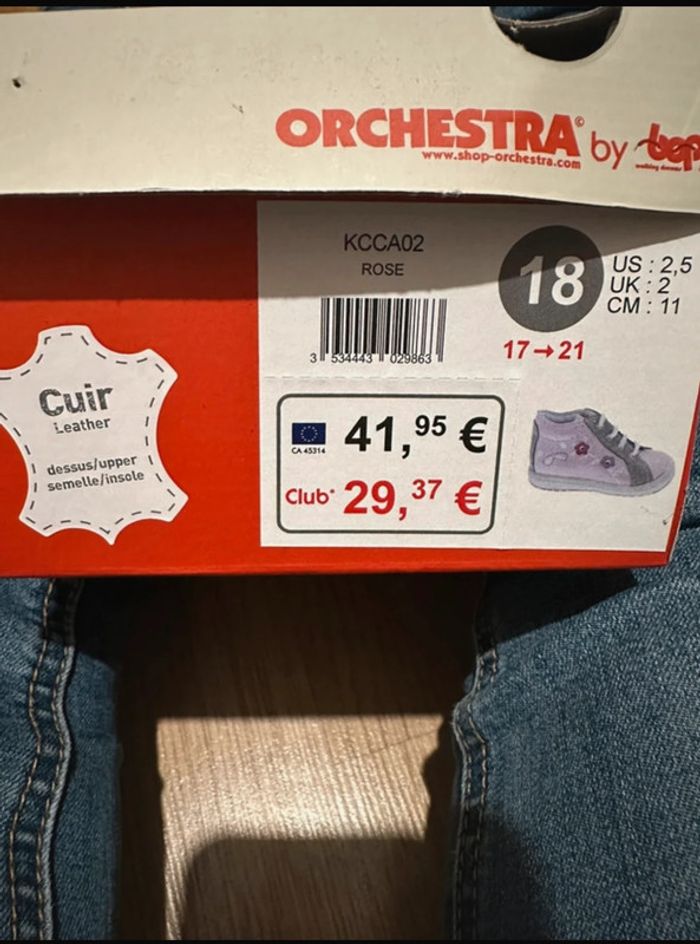 ORCHESTRA© by
www.shop-orchestra.com
KCCA02
ROSE
18
US : 2,5
UK : 2
CM : 11
17→21
3 534443 029863
Cuir
Leather
dessus/upper
semelle/insole
CA 45314
41,95 €
Club* 29,37 €